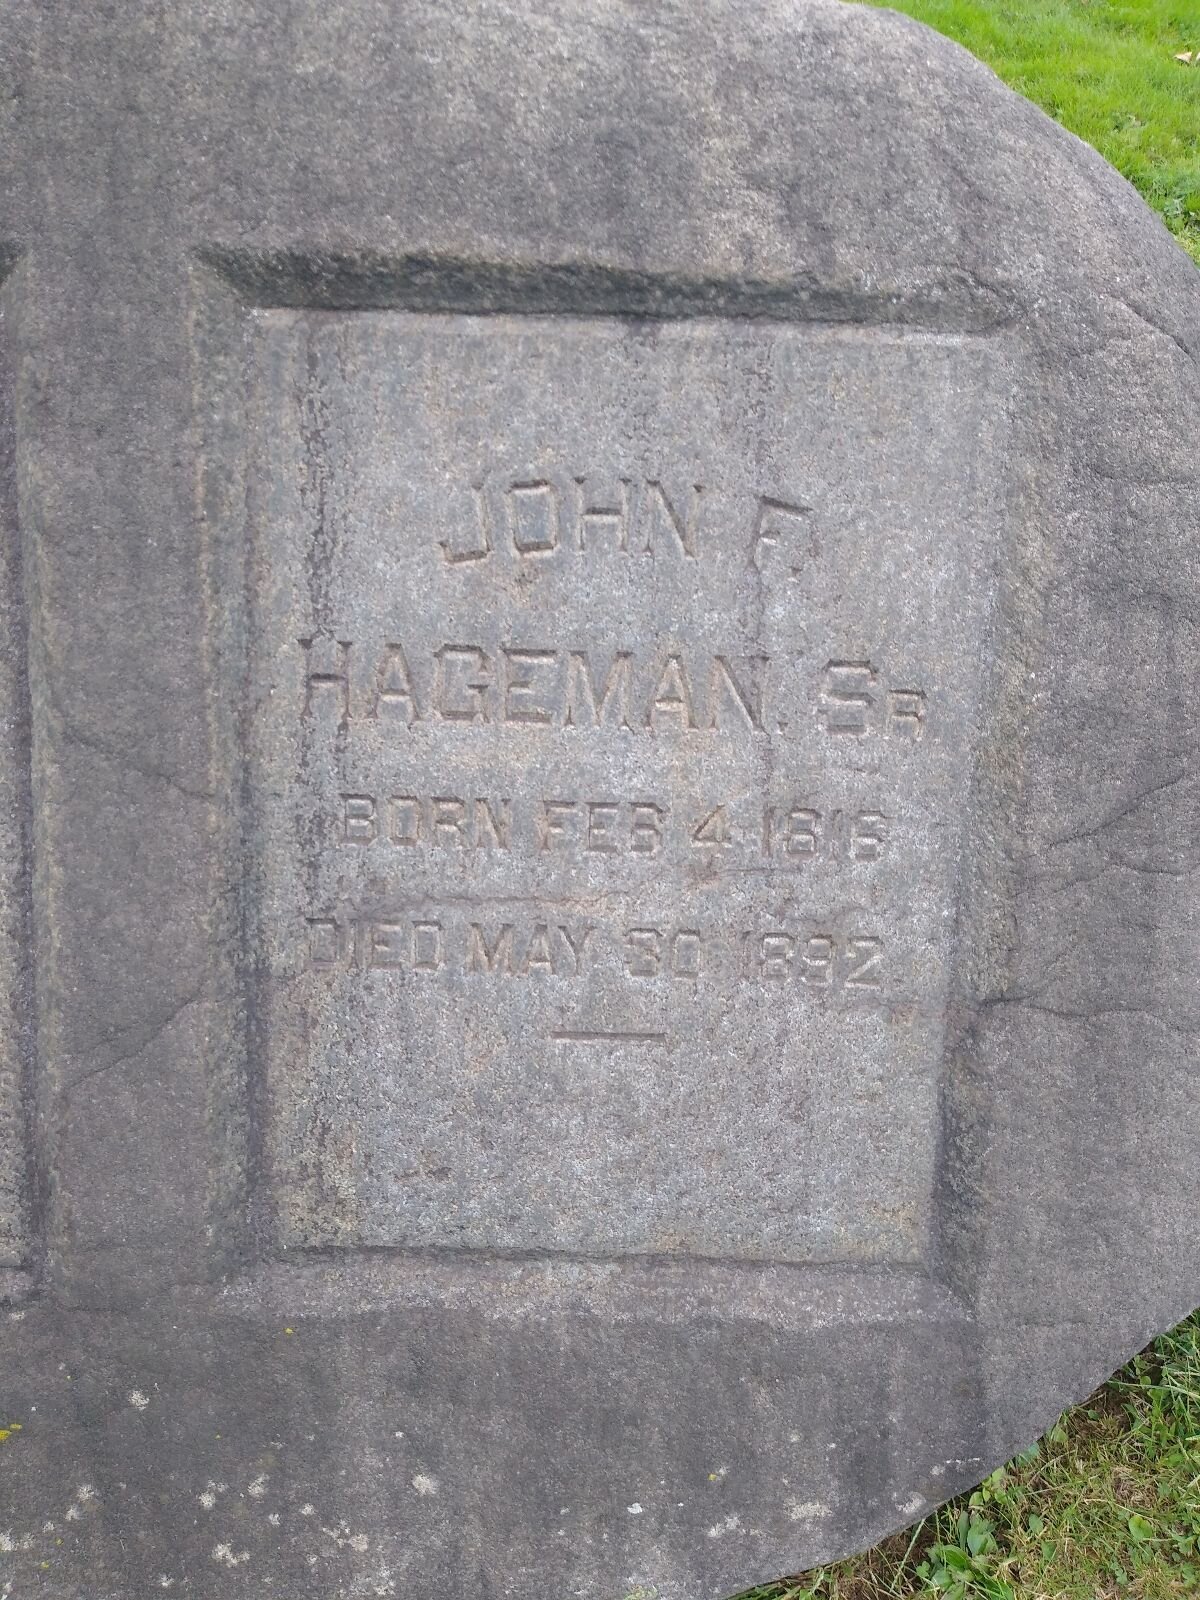 JOHN F.
HAGEMAN. SR.
BORN FEB 4 1816
DIED MAY 30 1892